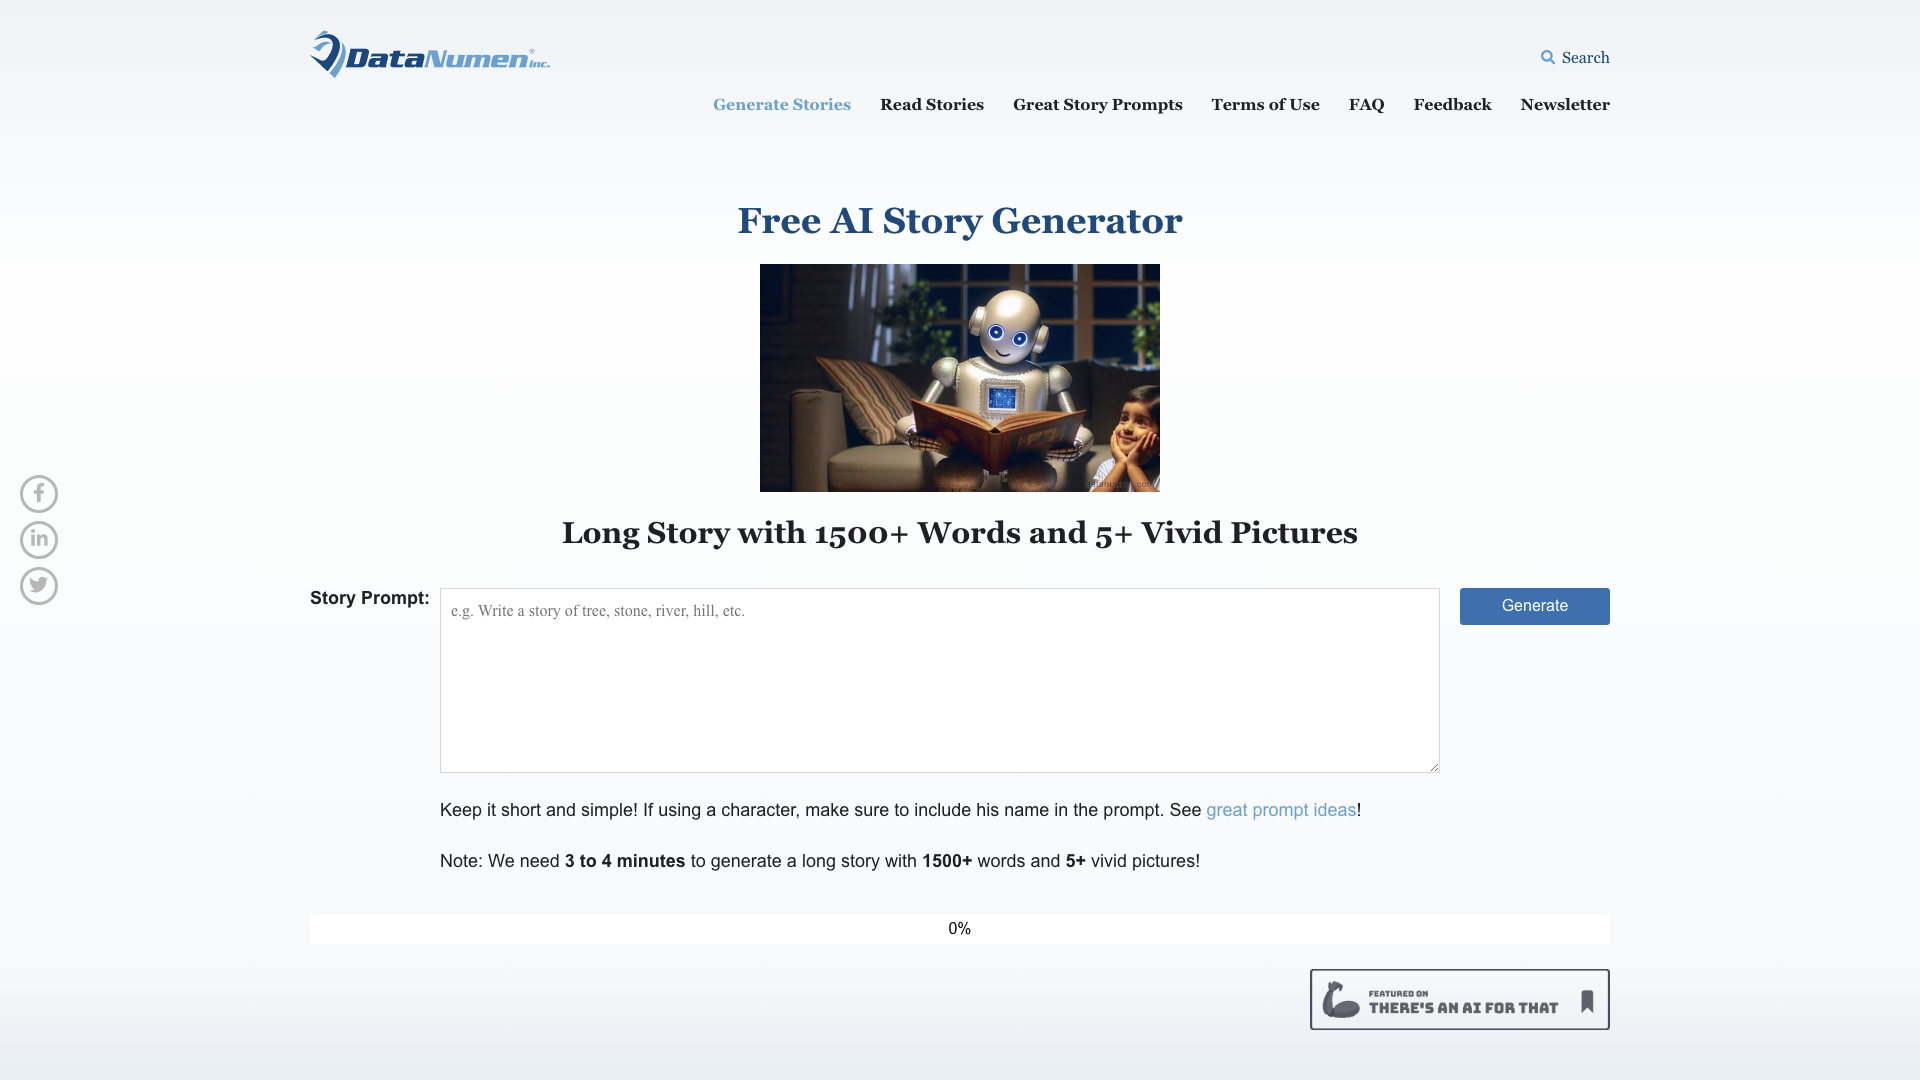 DataNumen® inc.
Search
Generate Stories Read Stories Great Story Prompts Terms of Use FAQ Feedback Newsletter
Free AI Story Generator
Long Story with 1500+ Words and 5+ Vivid Pictures
Story Prompt:
e.g. Write a story of tree, stone, river, hill, etc.
Generate
Keep it short and simple! If using a character, make sure to include his name in the prompt. See great prompt ideas!
Note: We need 3 to 4 minutes to generate a long story with 1500+ words and 5+ vivid pictures!
0%
FEATURED ON
THERE'S AN AI FOR THAT